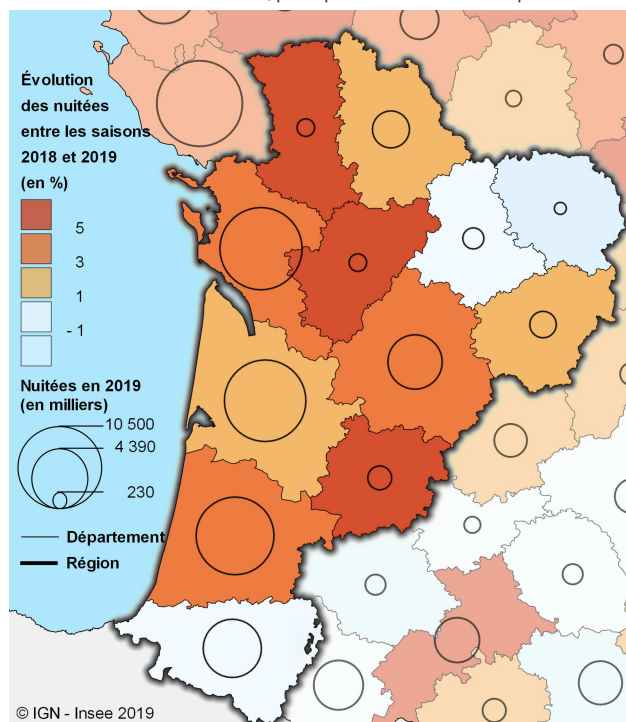 Évolution
des nuitées
entre les saisons
2018 et 2019
(en %)
5
3
1
- 1
Nuitées en 2019
(en milliers)
10 500
4 390
230
Département
Région
© IGN - Insee 2019